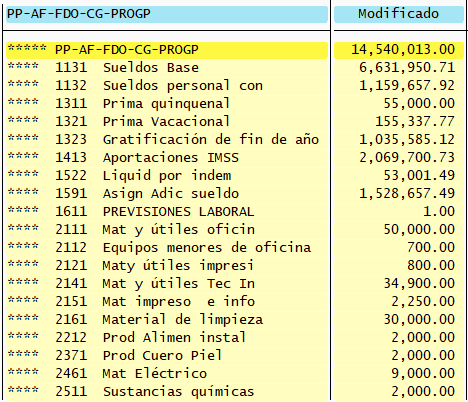 PP-AF-FDO-CG-PROGP Modificado
***** PP-AF-FDO-CG-PROGP 14,540,013.00
**** 1131 Sueldos Base 6,631,950.71
**** 1132 Sueldos personal con 1,159,657.92
**** 1311 Prima quinquenal 55,000.00
**** 1321 Prima Vacacional 155,337.77
**** 1323 Gratificación de fin de año 1,035,585.12
**** 1413 Aportaciones IMSS 2,069,700.73
**** 1522 Liquid por indem 53,001.49
**** 1591 Asign Adic sueldo 1,528,657.49
**** 1611 PREVISIONES LABORAL 1.00
**** 2111 Mat y útiles oficin 50,000.00
**** 2112 Equipos menores de oficina 700.00
**** 2121 Maty útiles impresi 800.00
**** 2141 Mat y útiles Tec In 34,900.00
**** 2151 Mat impreso e info 2,250.00
**** 2161 Material de limpieza 30,000.00
**** 2212 Prod Alimen instal 2,000.00
**** 2371 Prod Cuero Piel 2,000.00
**** 2461 Mat Eléctrico 9,000.00
**** 2511 Sustancias químicas 2,000.00